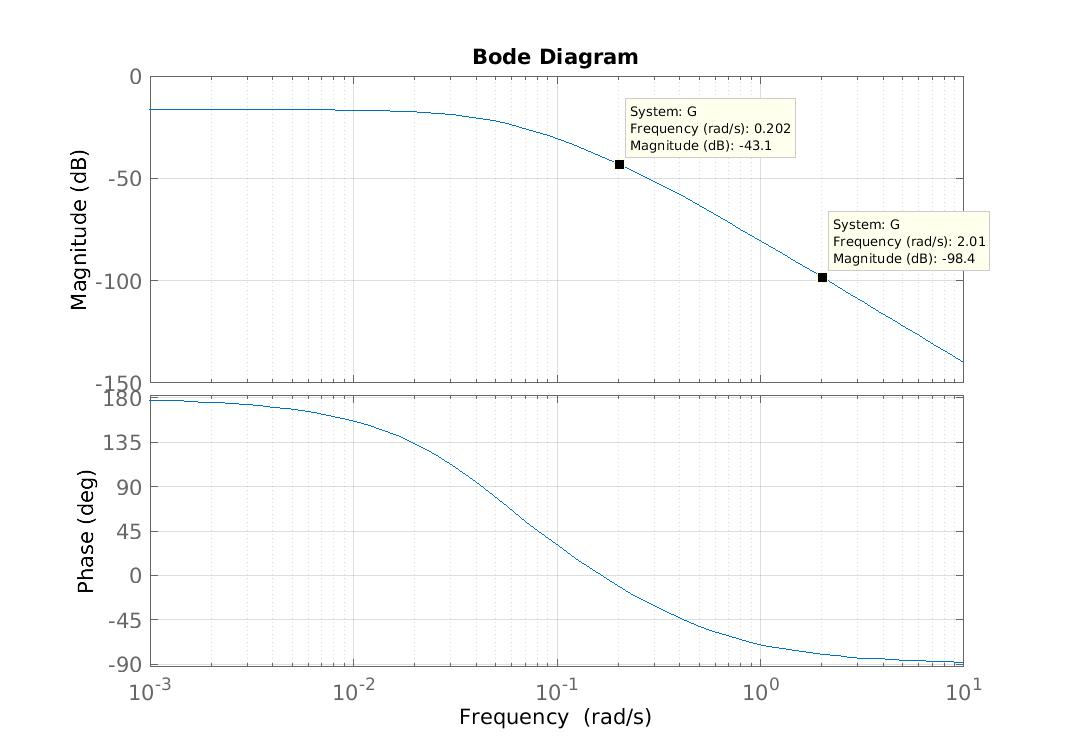 Bode Diagram
0
-50
-100
-150
Magnitude (dB)
System: G
Frequency (rad/s): 0.202
Magnitude (dB): -43.1
System: G
Frequency (rad/s): 2.01
Magnitude (dB): -98.4
180
135
90
45
0
-45
-90
Phase (deg)
10^-3 10^-2 10^-1 10^0 10^1
Frequency (rad/s)